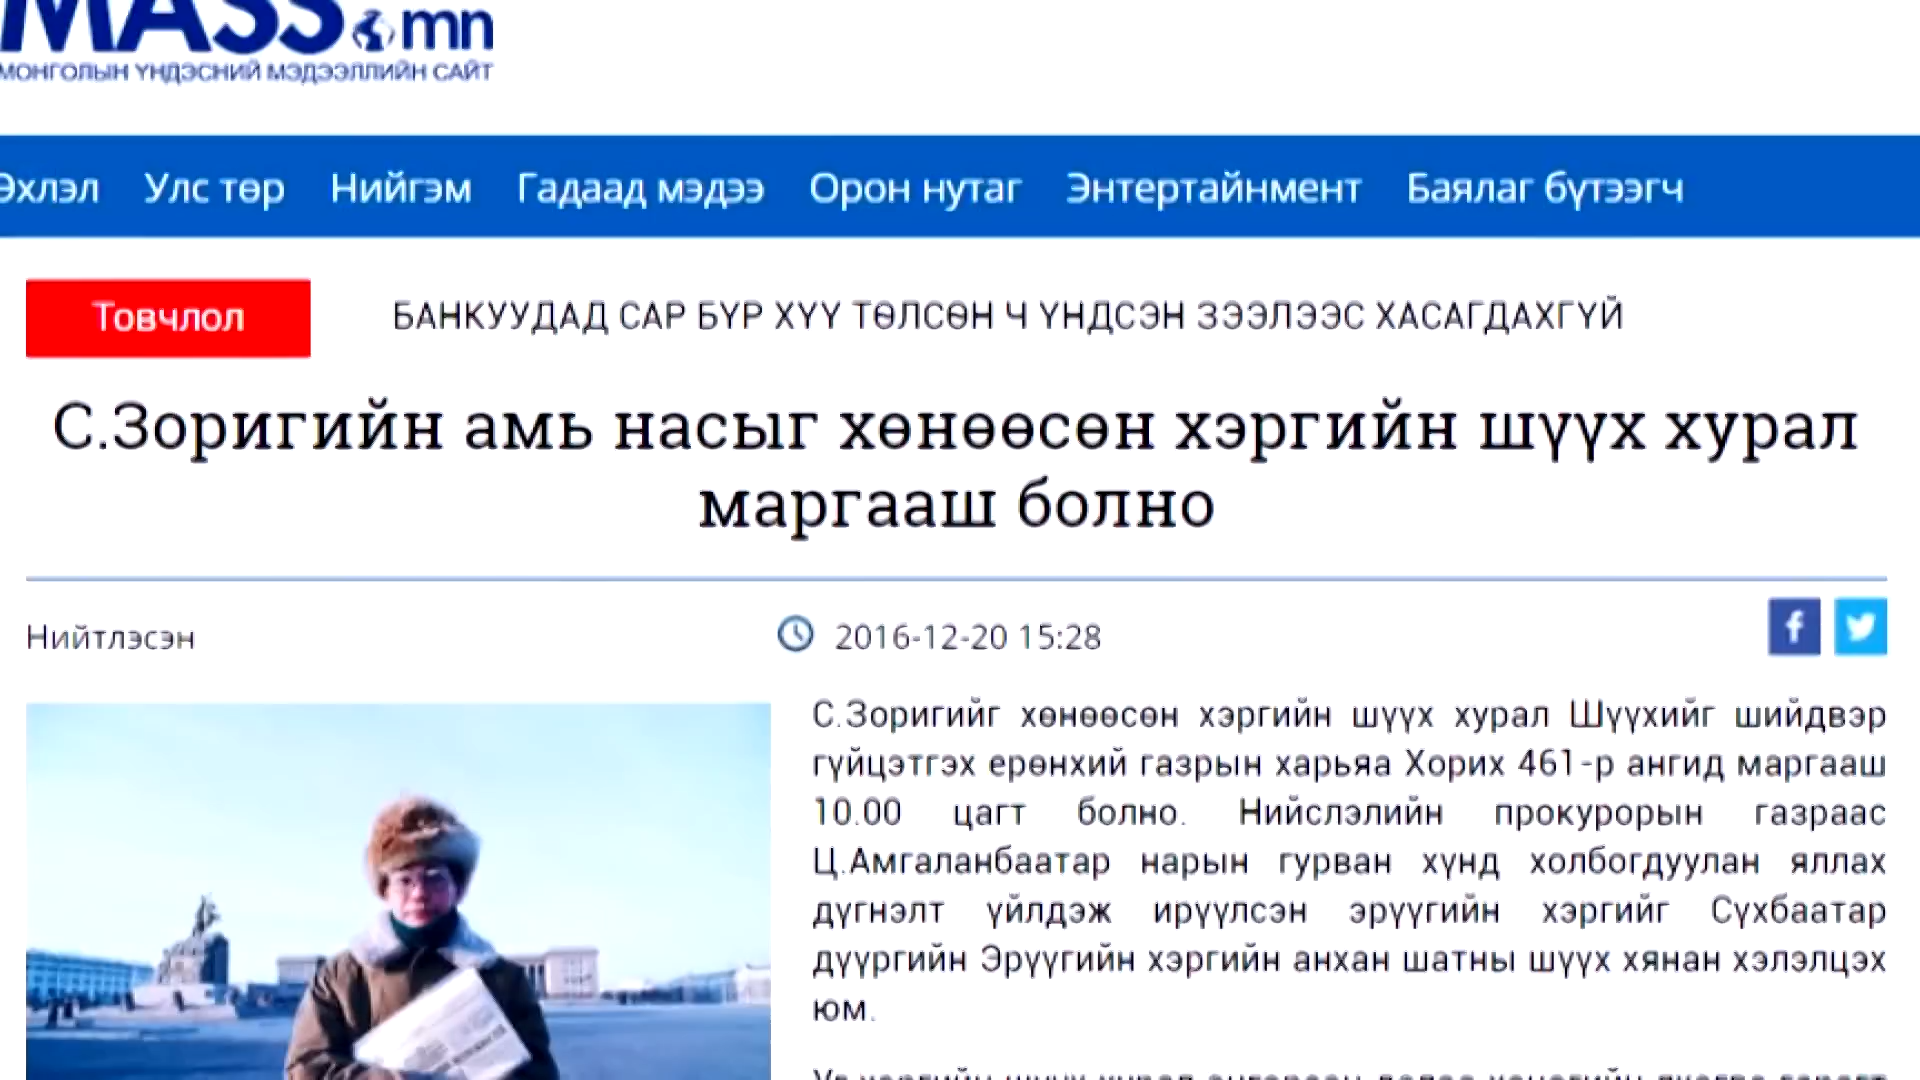 MASS mn
МОНГОЛЫН ҮНДЭСНИЙ МЭДЭЭЛЛИЙН САЙТ
Эхлэл Улс төр Нийгэм Гадаад мэдээ Орон нутаг Энтертайнмент Баялаг бүтээгч
Товчлол БАНКУУДАД САР БҮР ХҮҮ ТӨЛСӨН Ч ҮНДСЭН ЗЭЭЛЭЭС ХАСАГДАХГҮЙ
С.Зоригийн амь насыг хөнөөсөн хэргийн шүүх хурал
маргааш болно
Нийтлэсэн 2016-12-20 15:28
С.Зоригийг хөнөөсөн хэргийн шүүх хурал Шүүхийг шийдвэр
гүйцэтгэх ерөнхий газрын харьяа Хорих 461-р ангид маргааш
10.00 цагт болно. Нийслэлийн прокурорын газраас
Ц.Амгаланбаатар нарын гурван хүнд холбогдуулан яллах
дүгнэлт үйлдэж ирүүлсэн эрүүгийн хэргийг Сүхбаатар
дүүргийн Эрүүгийн хэргийн анхан шатны шүүх хянан хэлэлцэх
юм.